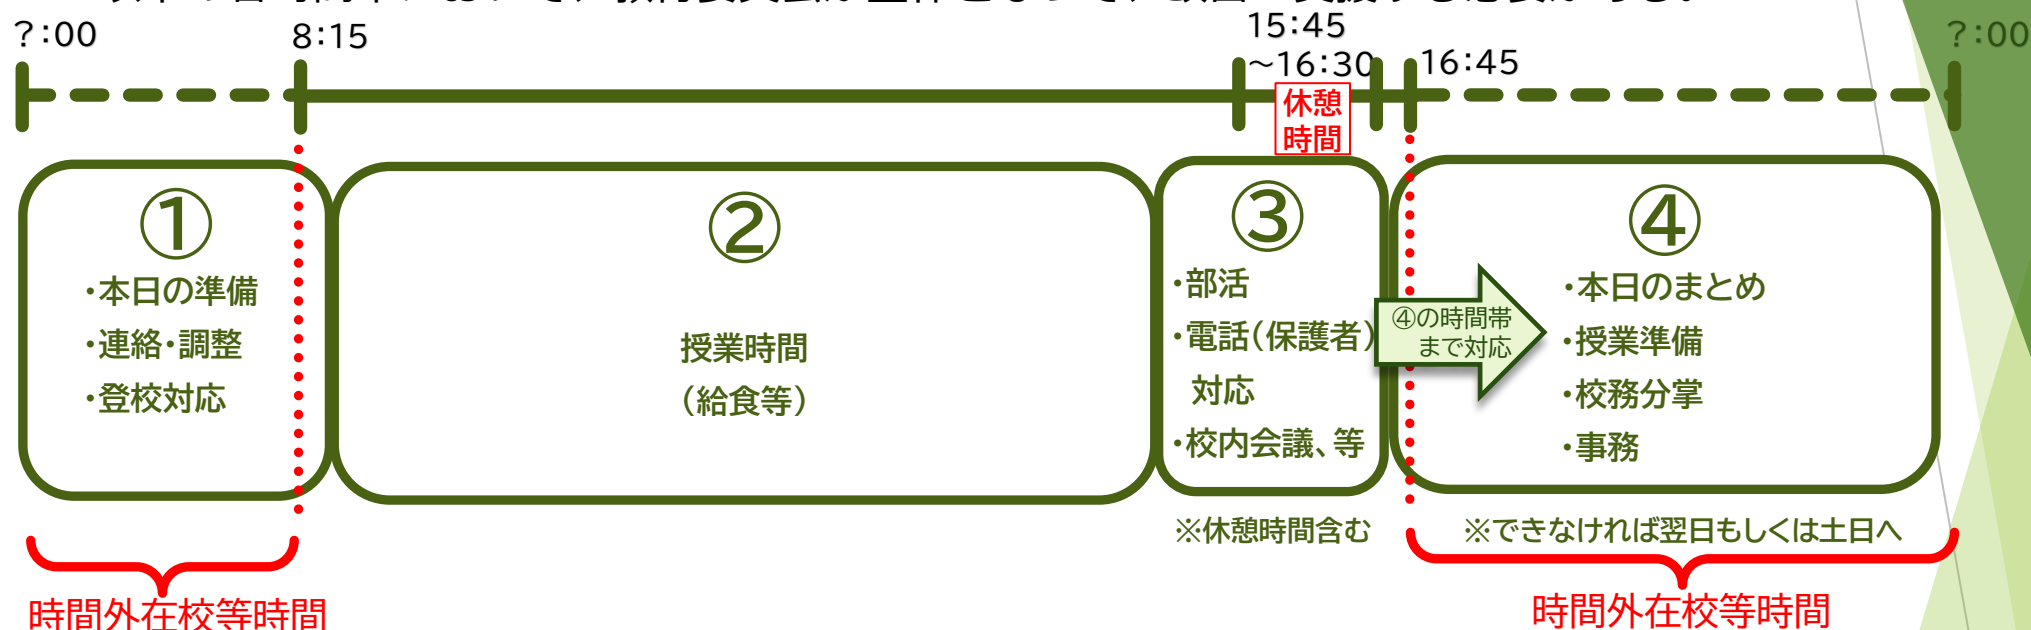 ?:00
8:15
15:45
~16:30
16:45
?:00
休憩
時間
①
・本日の準備
・連絡・調整
・登校対応
②
授業時間
(給食等)
③
・部活
・電話(保護者)
対応
・校内会議、等
④の時間帯
まで対応
④
・本日のまとめ
・授業準備
・校務分掌
・事務
※休憩時間含む
※できなければ翌日もしくは土日へ
時間外在校等時間
時間外在校等時間